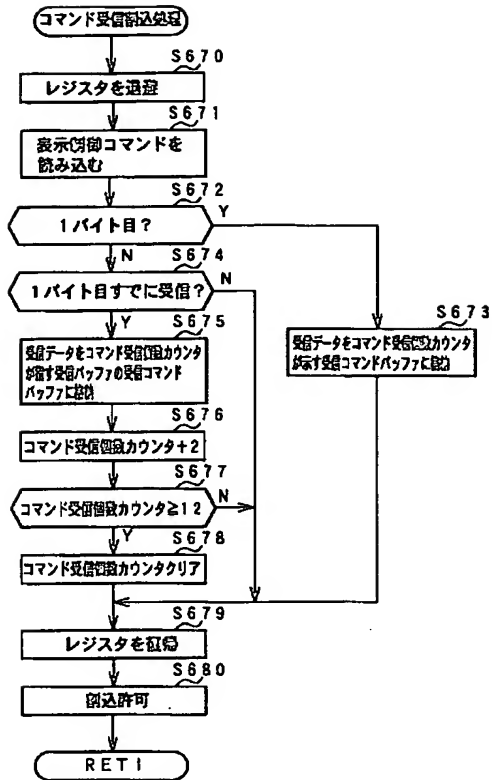 コマンド受信割込処理
S670
レジスタを退避
S671
表示制御コマンドを
読み込む
S672
1バイト目?
Y
N
S674
1バイト目すでに受信?
N
Y
S673
受信データをコマンド受信個数カウンタ
が示す受信コマンドバッファに格納
S675
受信データをコマンド受信個数カウンタ
が示す受信バッファの受信コマンド
バッファに格納
S676
コマンド受信個数カウンタ+2
S677
コマンド受信個数カウンタ≧12
N
Y
S678
コマンド受信個数カウンタクリア
S679
レジスタを復帰
S680
割込許可
RETI